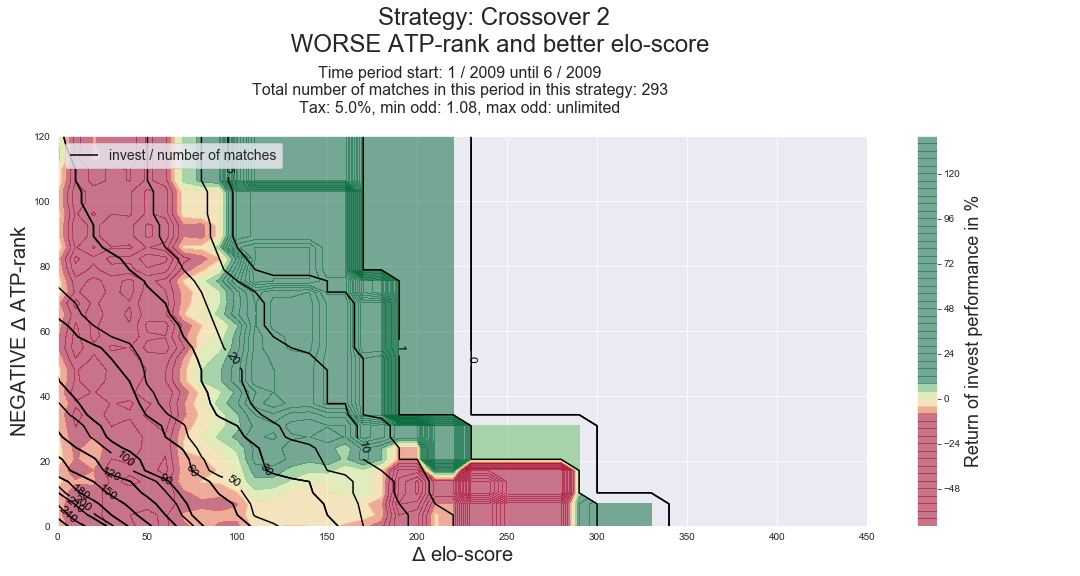 Strategy: Crossover 2
WORSE ATP-rank and better elo-score
Time period start: 1 / 2009 until 6 / 2009
Total number of matches in this period in this strategy: 293
Tax: 5.0%, min odd: 1.08, max odd: unlimited
invest / number of matches
NEGATIVE Δ ATP-rank
120
100
80
60
40
20
0
0 50 100 150 200 250 300 350 400 450
Δ elo-score
20
1
0
10
100
120
150
90
60
50
30
200
240
120
96
72
48
24
0
−24
−48
Return of invest performance in %